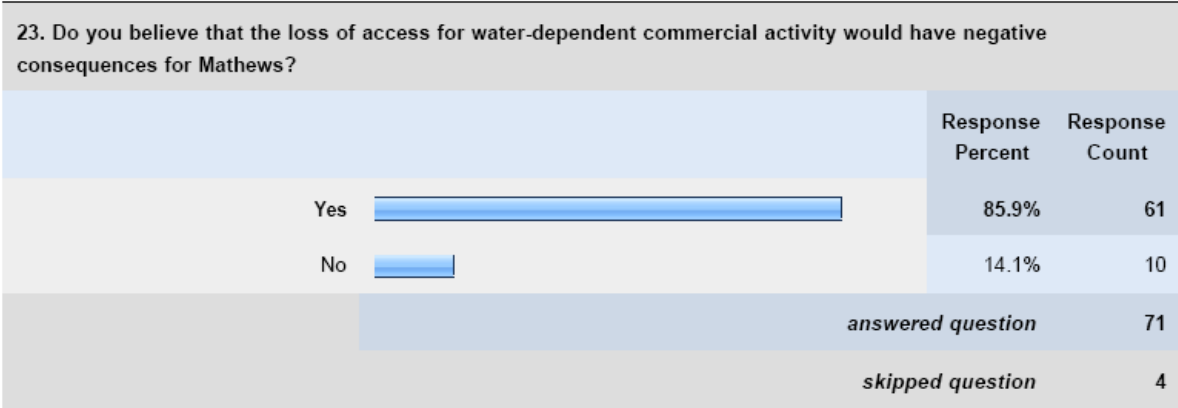 23. Do you believe that the loss of access for water-dependent commercial activity would have negative
consequences for Mathews?
Response Percent Response Count
Yes 85.9% 61
No 14.1% 10
answered question 71
skipped question 4